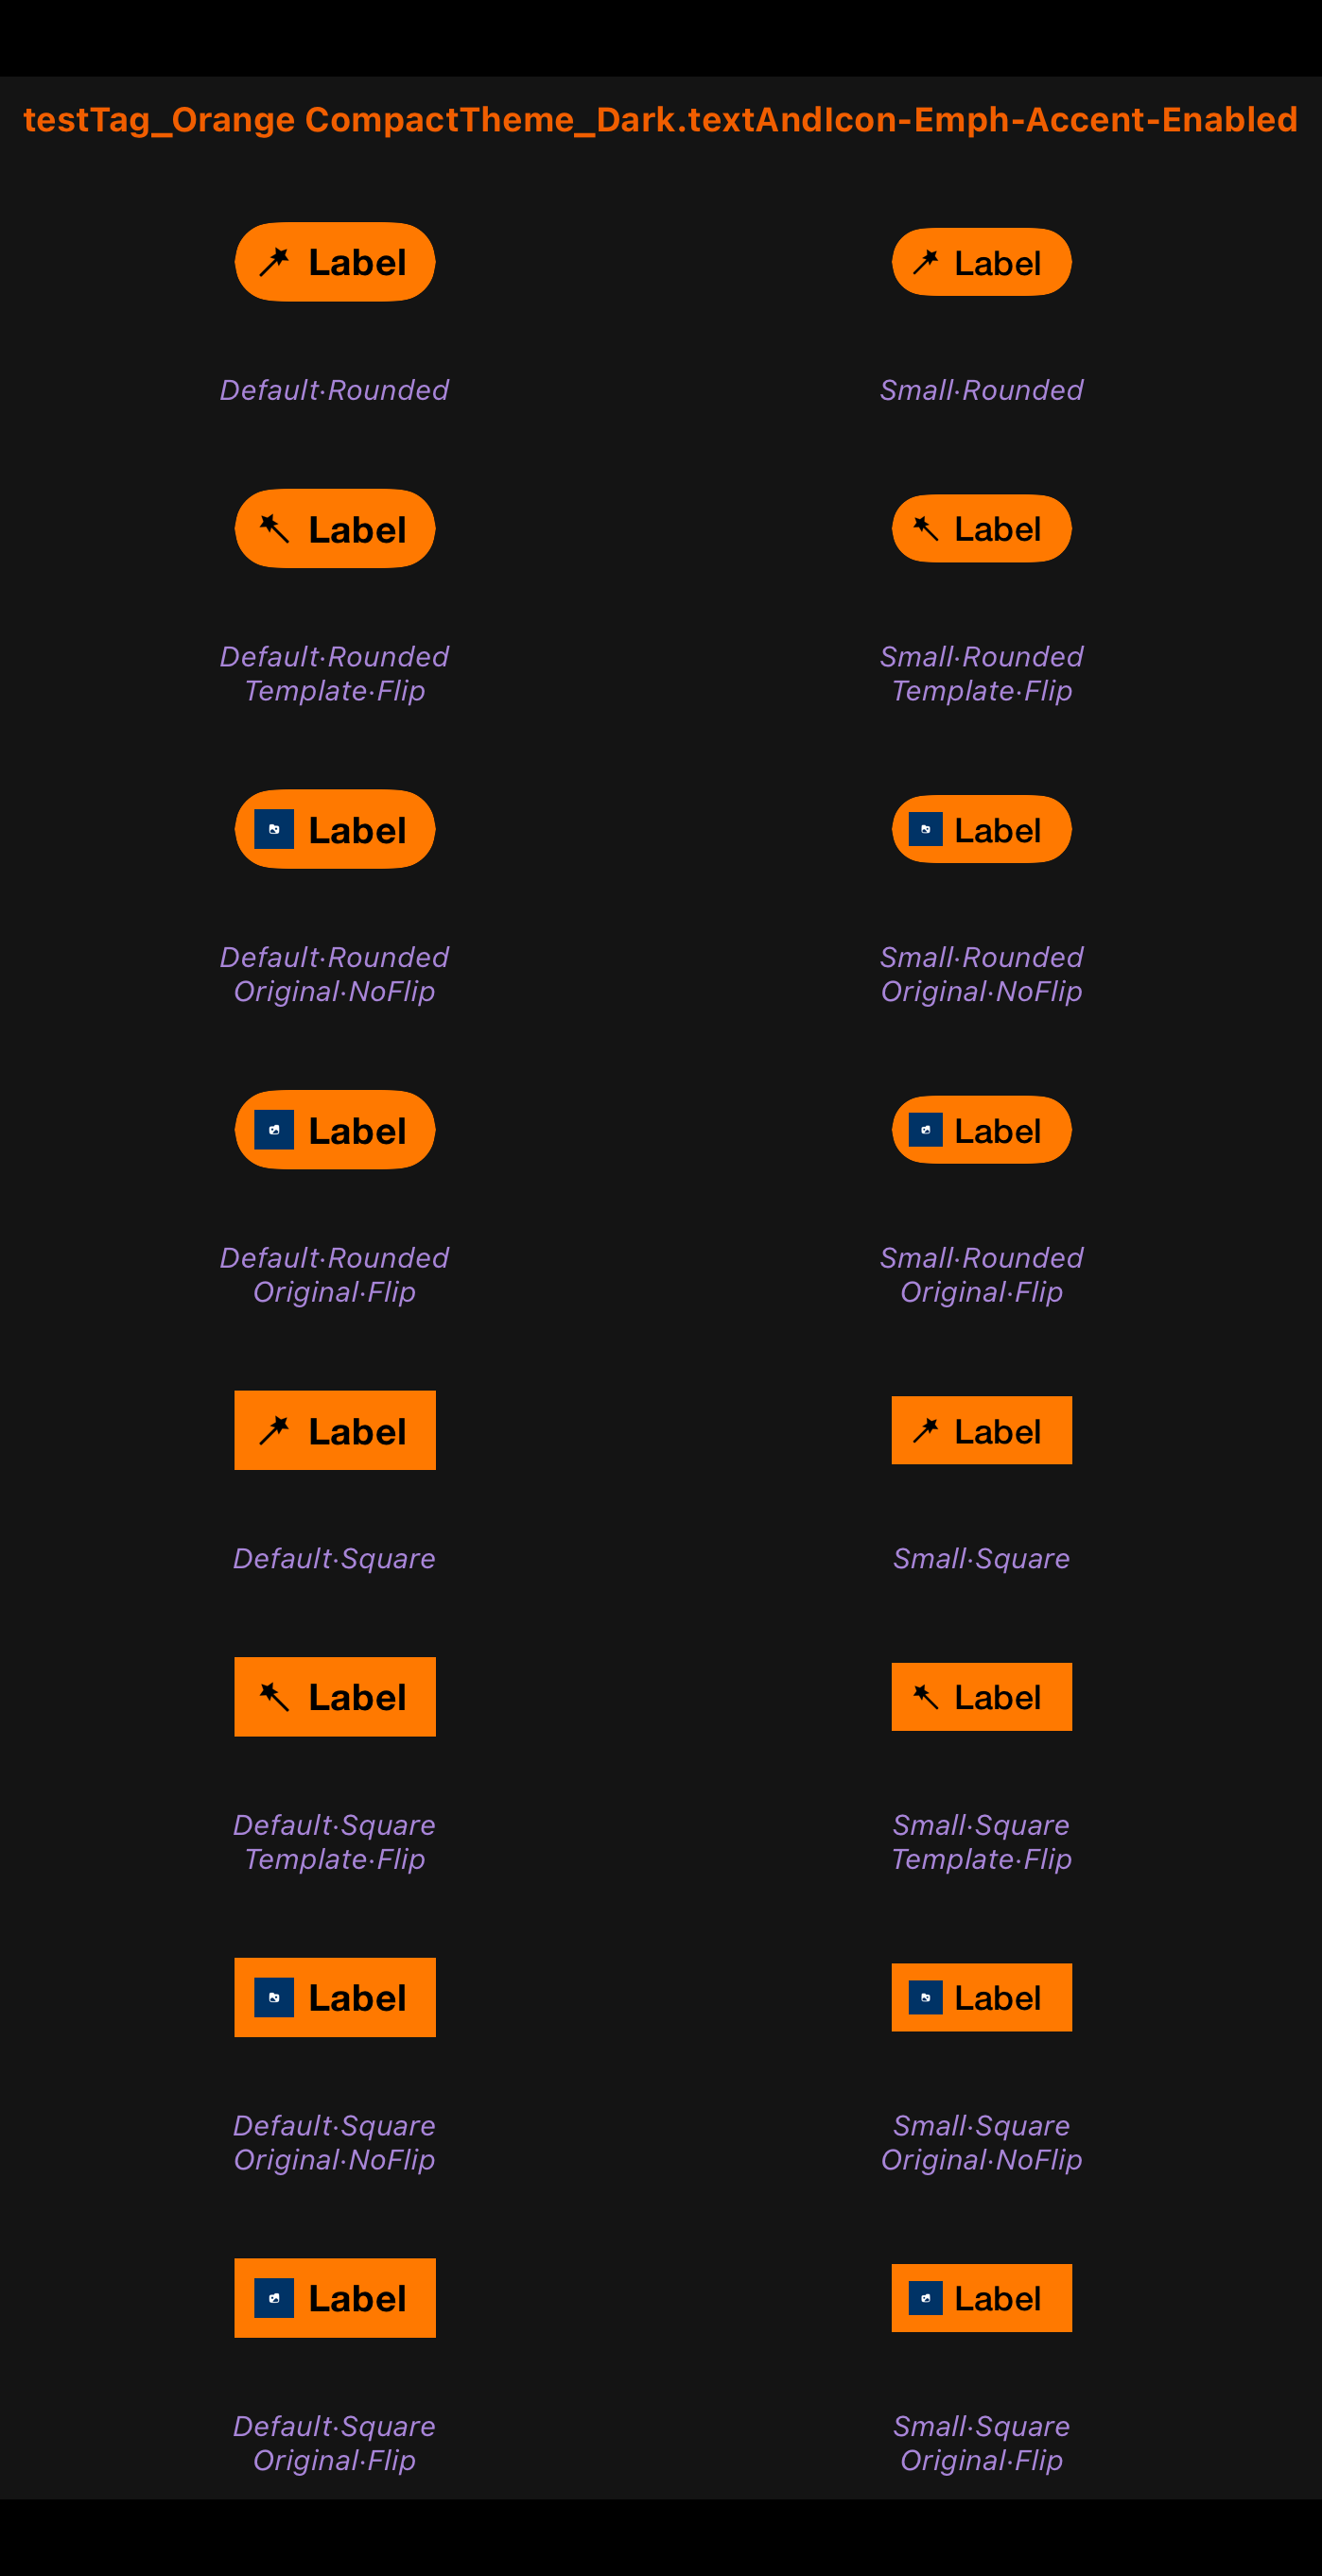 testTag_Orange CompactTheme_Dark.textAndIcon-Emph-Accent-Enabled
Label
Label
Default·Rounded
Small·Rounded
Label
Label
Default·Rounded
Template·Flip
Small·Rounded
Template·Flip
Label
Label
Default·Rounded
Original·NoFlip
Small·Rounded
Original·NoFlip
Label
Label
Default·Rounded
Original·Flip
Small·Rounded
Original·Flip
Label
Label
Default·Square
Small·Square
Label
Label
Default·Square
Template·Flip
Small·Square
Template·Flip
Label
Label
Default·Square
Original·NoFlip
Small·Square
Original·NoFlip
Label
Label
Default·Square
Original·Flip
Small·Square
Original·Flip